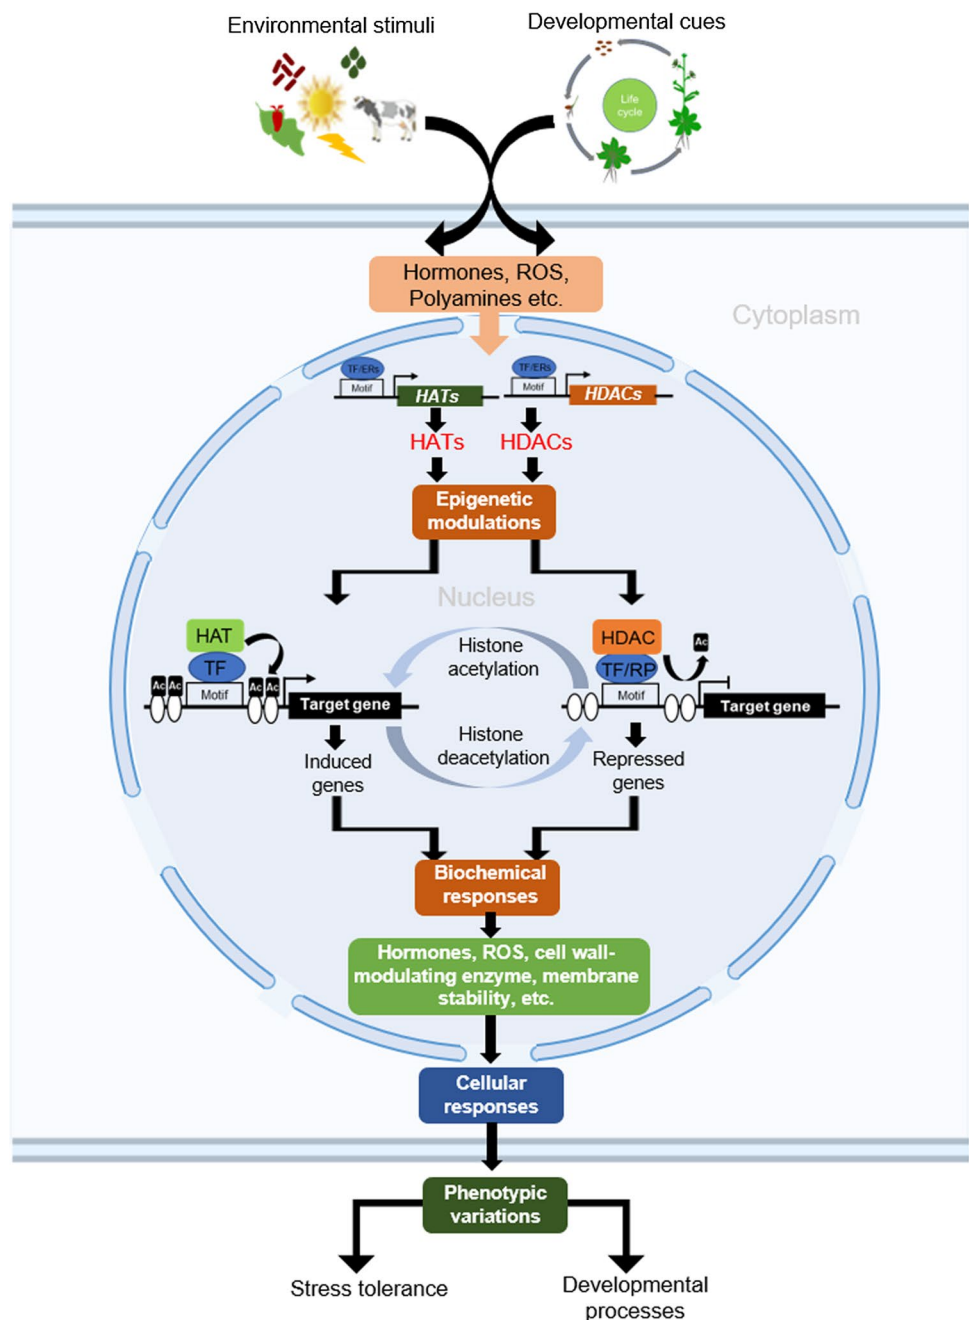 Environmental stimuli
Developmental cues
Life
cycle
Hormones, ROS,
Polyamines etc.
Cytoplasm
TF/ERs
Motif
HATs
TF/ERs
Motif
HDACs
HATs
HDACs
Epigenetic
modulations
Nucleus
HAT
TF
Motif
Ac
Ac
Ac
Ac
Target gene
Histone
acetylation
Histone
deacetylation
HDAC
TF/RP
Motif
Ac
Target gene
Induced
genes
Repressed
genes
Biochemical
responses
Hormones, ROS, cell wall-
modulating enzyme, membrane
stability, etc.
Cellular
responses
Phenotypic
variations
Stress tolerance
Developmental
processes